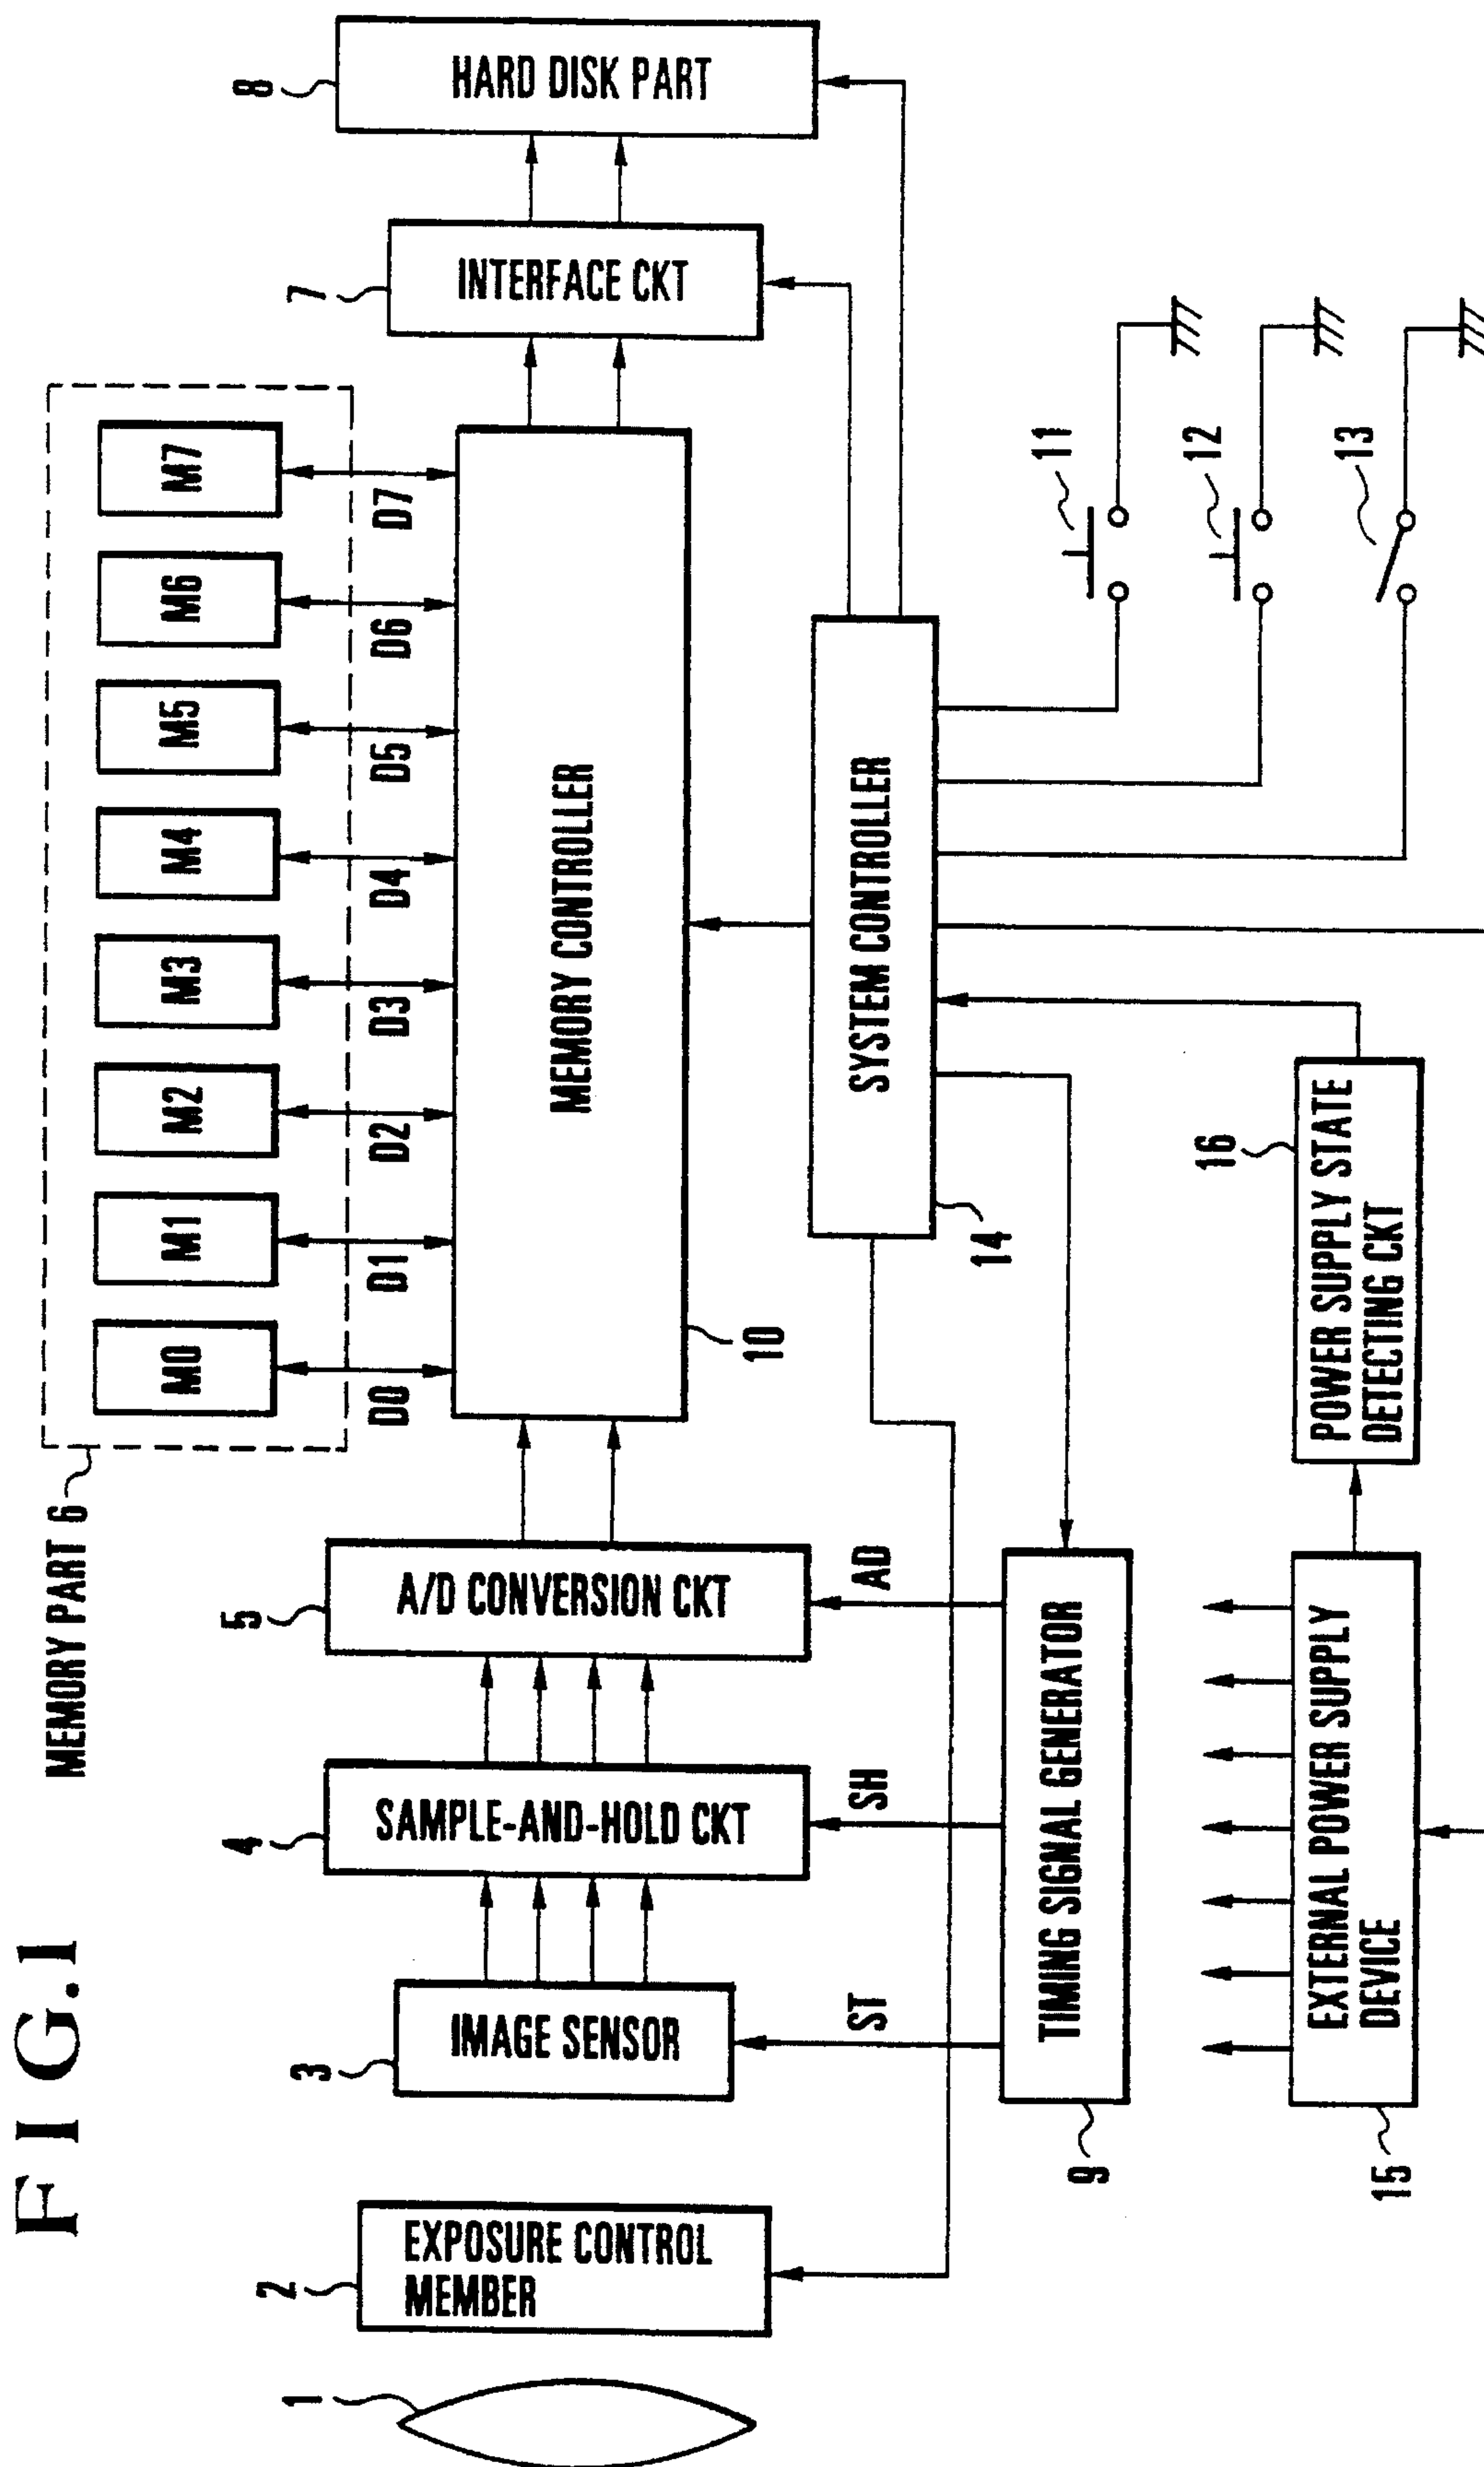 FIG.1
MEMORY PART 6
M0
M1
M2
M3
M4
M5
M6
M7
D0
D1
D2
D3
D4
D5
D6
D7
1
2
EXPOSURE CONTROL
MEMBER
3
IMAGE SENSOR
4
SAMPLE-AND-HOLD CKT
5
A/D CONVERSION CKT
MEMORY CONTROLLER
10
7
INTERFACE CKT
8
HARD DISK PART
ST
SH
AD
SYSTEM CONTROLLER
14
11
12
13
TIMING SIGNAL GENERATOR
9
16
POWER SUPPLY STATE
DETECTING CKT
EXTERNAL POWER SUPPLY
DEVICE
15